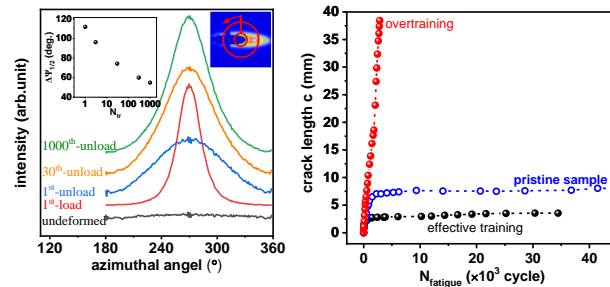 120
100
80
60
40
ΔΨ1/2 (deg.)
1
10
100
1000
Ntr
intensity (arb.unit)
1000th-unload
30th-unload
1st-unload
1st-load
undeformed
120
180
240
300
360
azimuthal angel (°)
40
35
30
25
20
15
10
5
0
crack length c (mm)
overtraining
pristine sample
effective training
0
10
20
30
40
Nfatigue (×10³ cycle)